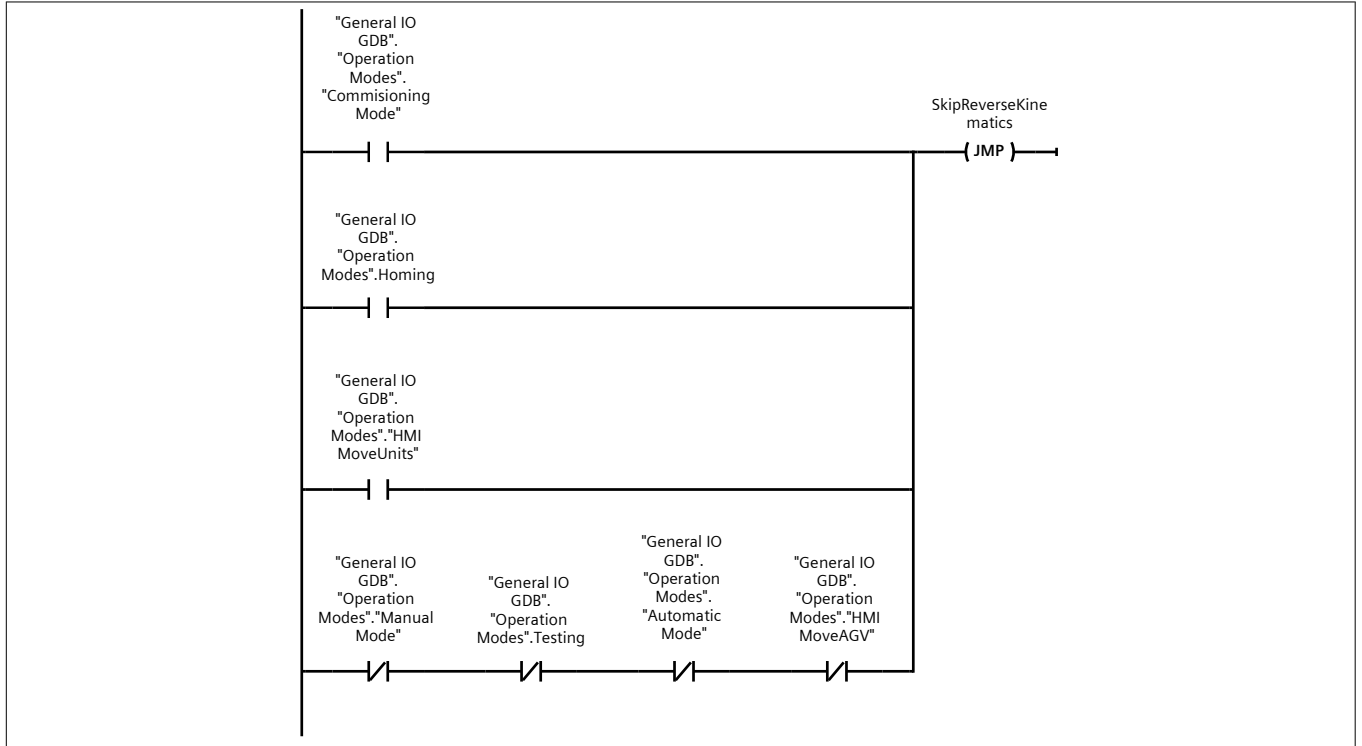 "General IO
GDB".
"Operation
Modes".
"Commisioning
Mode"
SkipReverseKine
matics
JMP
"General IO
GDB".
"Operation
Modes".Homing
"General IO
GDB".
"Operation
Modes"."HMI
MoveUnits"
"General IO
GDB".
"Operation
Modes"."Manual
Mode"
"General IO
GDB".
"Operation
Modes".Testing
"General IO
GDB".
"Operation
Modes".
"Automatic
Mode"
"General IO
GDB".
"Operation
Modes"."HMI
MoveAGV"